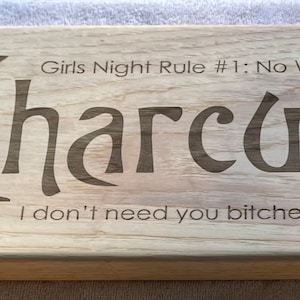 Girls Night Rule #1: No
harcu
I don't need you bitche